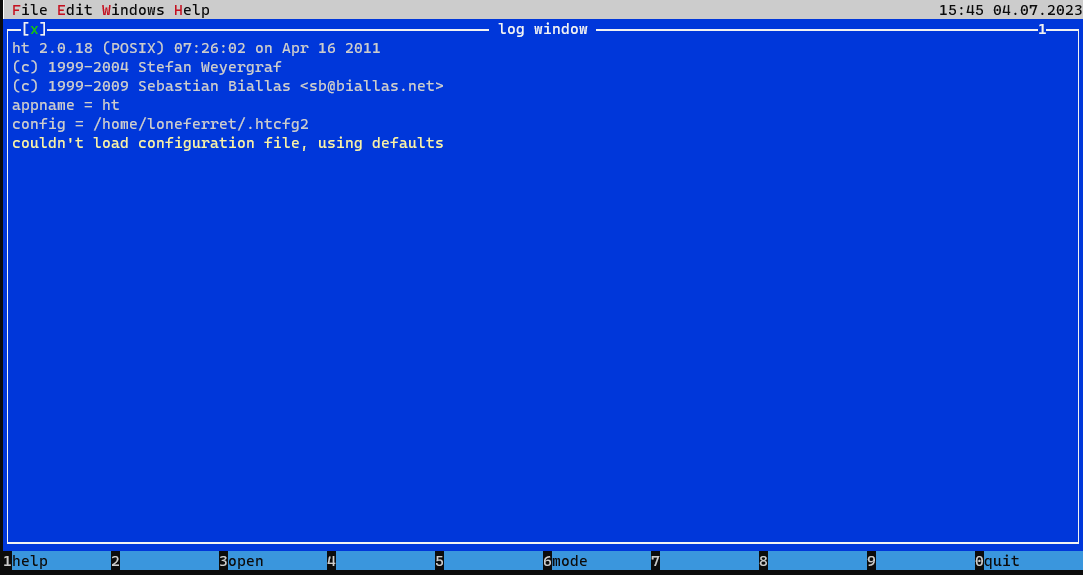 File Edit Windows Help 15:45 04.07.2023
[x] log window 1
ht 2.0.18 (POSIX) 07:26:02 on Apr 16 2011
(c) 1999-2004 Stefan Weyergraf
(c) 1999-2009 Sebastian Biallas <sb@biallas.net>
appname = ht
config = /home/loneferret/.htcfg2
couldn't load configuration file, using defaults
1help 2 3open 4 5 6mode 7 8 9 0quit